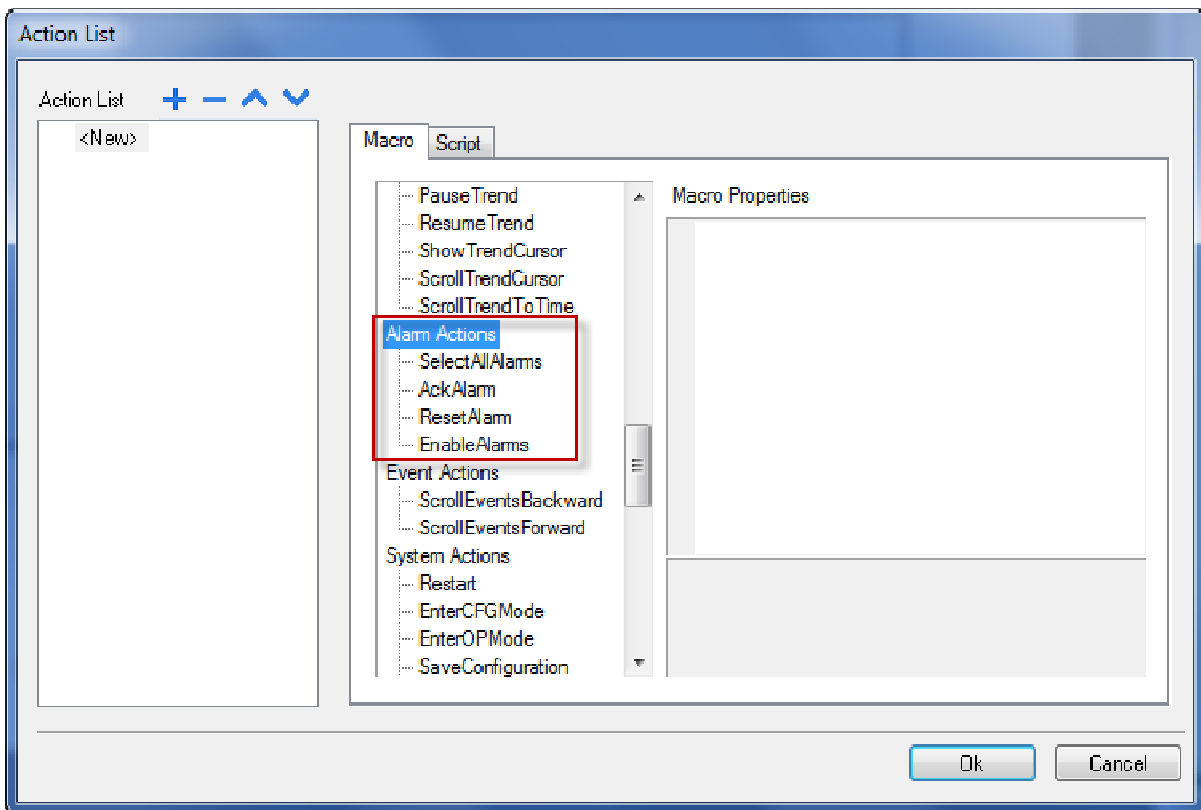 Action List
Action List
<New>
Macro
Script
PauseTrend
ResumeTrend
ShowTrendCursor
ScrollTrendCursor
ScrollTrendToTime
Alarm Actions
SelectAllAlarms
AckAlarm
ResetAlarm
EnableAlarms
Event Actions
ScrollEventsBackward
ScrollEventsForward
System Actions
Restart
EnterCFGMode
EnterOPMode
SaveConfiguration
Macro Properties
Ok
Cancel